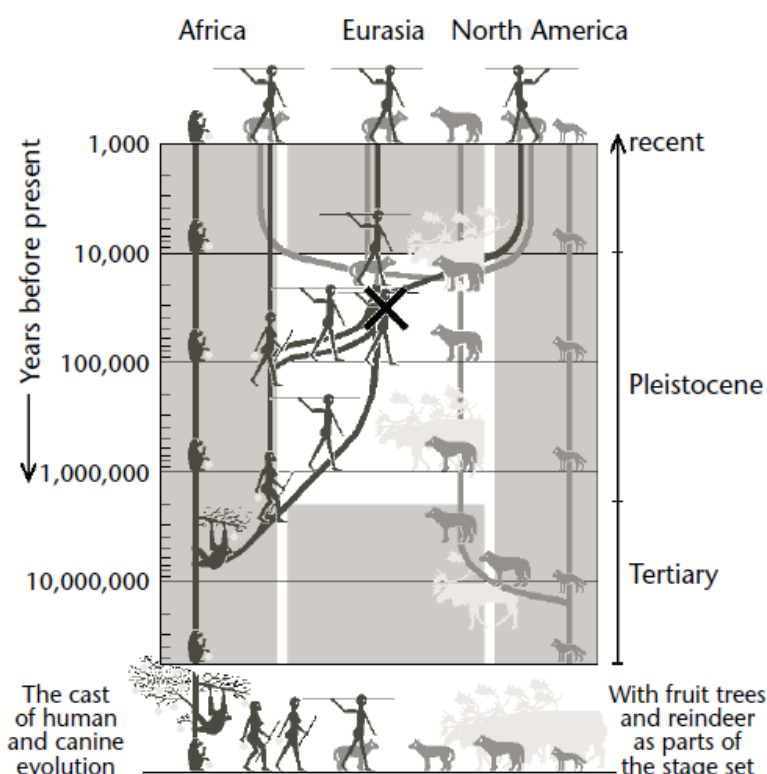 Africa Eurasia North America
1,000 recent
Years before present
10,000
100,000
Pleistocene
1,000,000
10,000,000
Tertiary
The cast
of human
and canine
evolution
With fruit trees
and reindeer
as parts of
the stage set